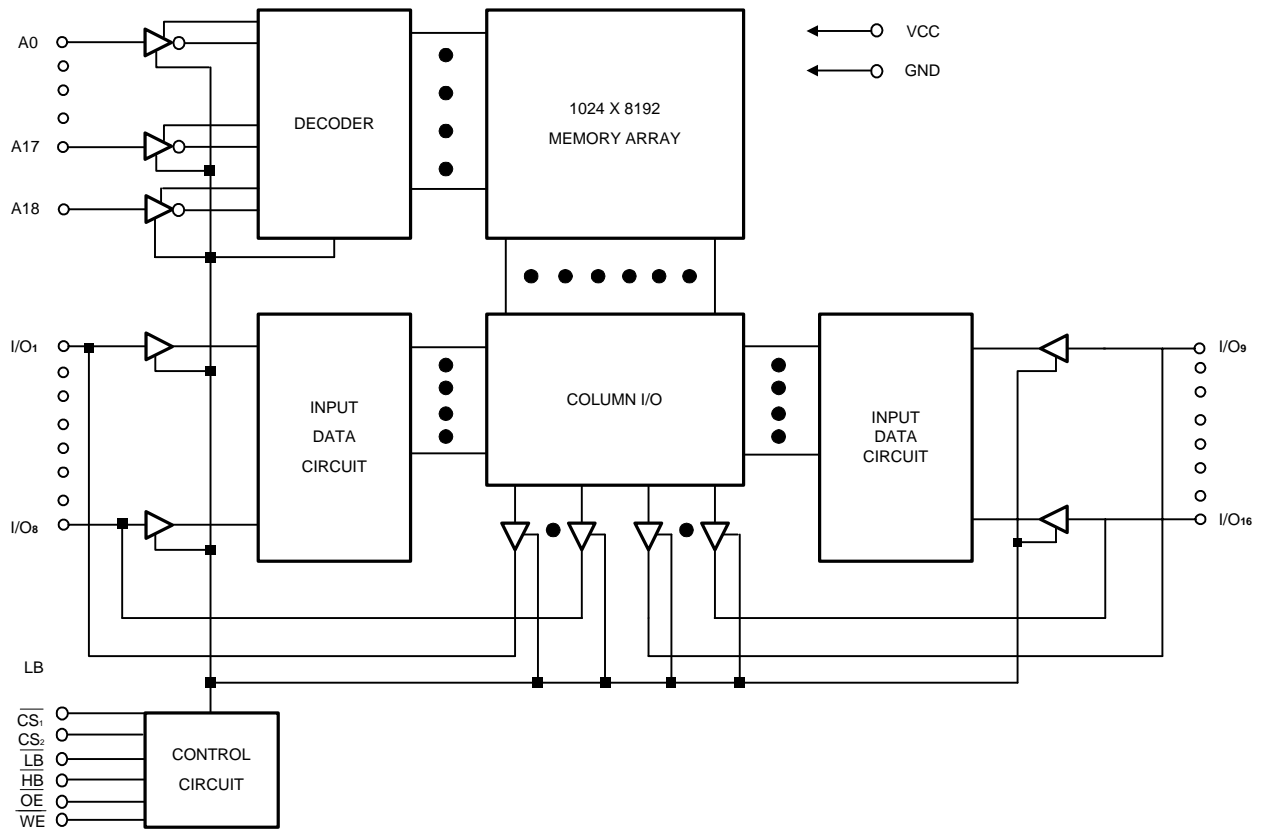 A0
A17
A18
DECODER
1024 X 8192
MEMORY ARRAY
VCC
GND
I/O1
I/O8
INPUT
DATA
CIRCUIT
COLUMN I/O
INPUT
DATA
CIRCUIT
I/O9
I/O16
LB
CS1
CS2
LB
HB
OE
WE
CONTROL
CIRCUIT